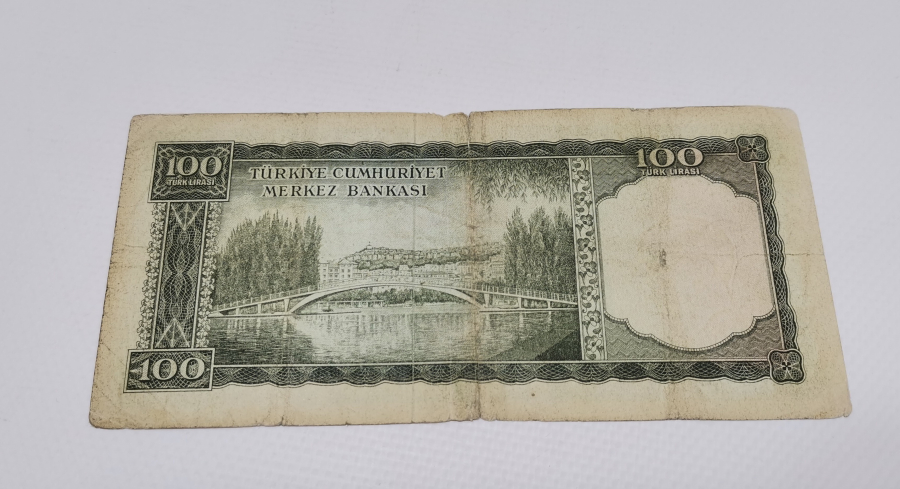 100
TÜRK LİRASI
TÜRKİYE CUMHURİYET
MERKEZ BANKASI
100
TÜRK LİRASI
100